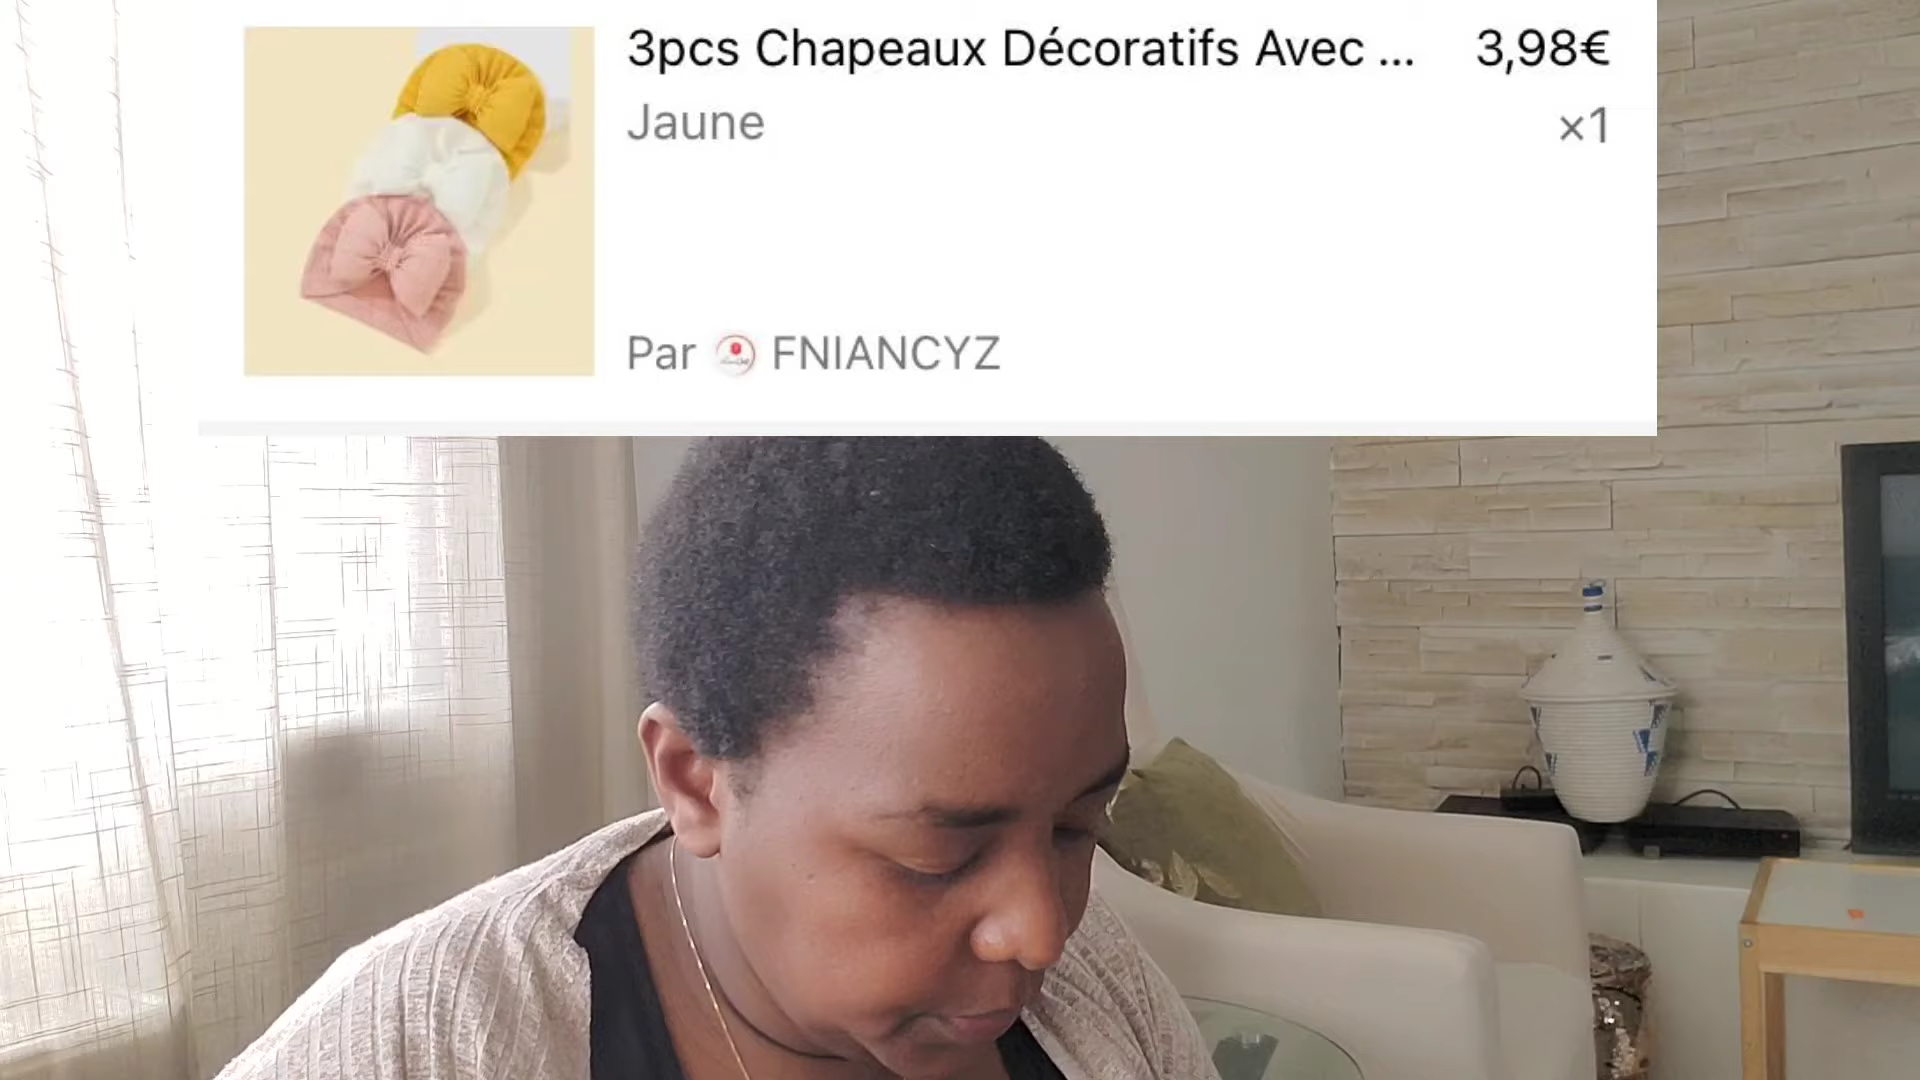 3pcs Chapeaux Décoratifs Avec ... 3,98€
Jaune ×1
Par FNIANCYZ